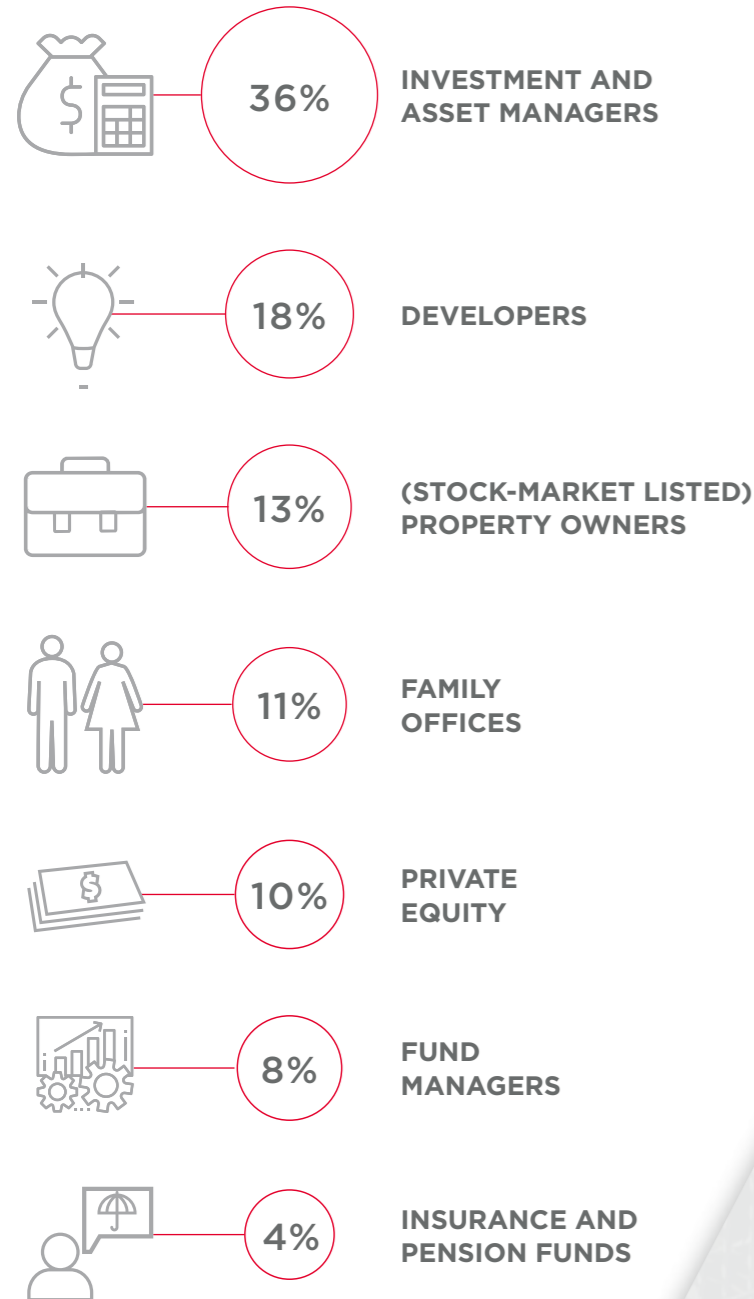 36%
INVESTMENT AND
ASSET MANAGERS
18%
DEVELOPERS
13%
(STOCK-MARKET LISTED)
PROPERTY OWNERS
11%
FAMILY
OFFICES
$
10%
PRIVATE
EQUITY
8%
FUND
MANAGERS
4%
INSURANCE AND
PENSION FUNDS